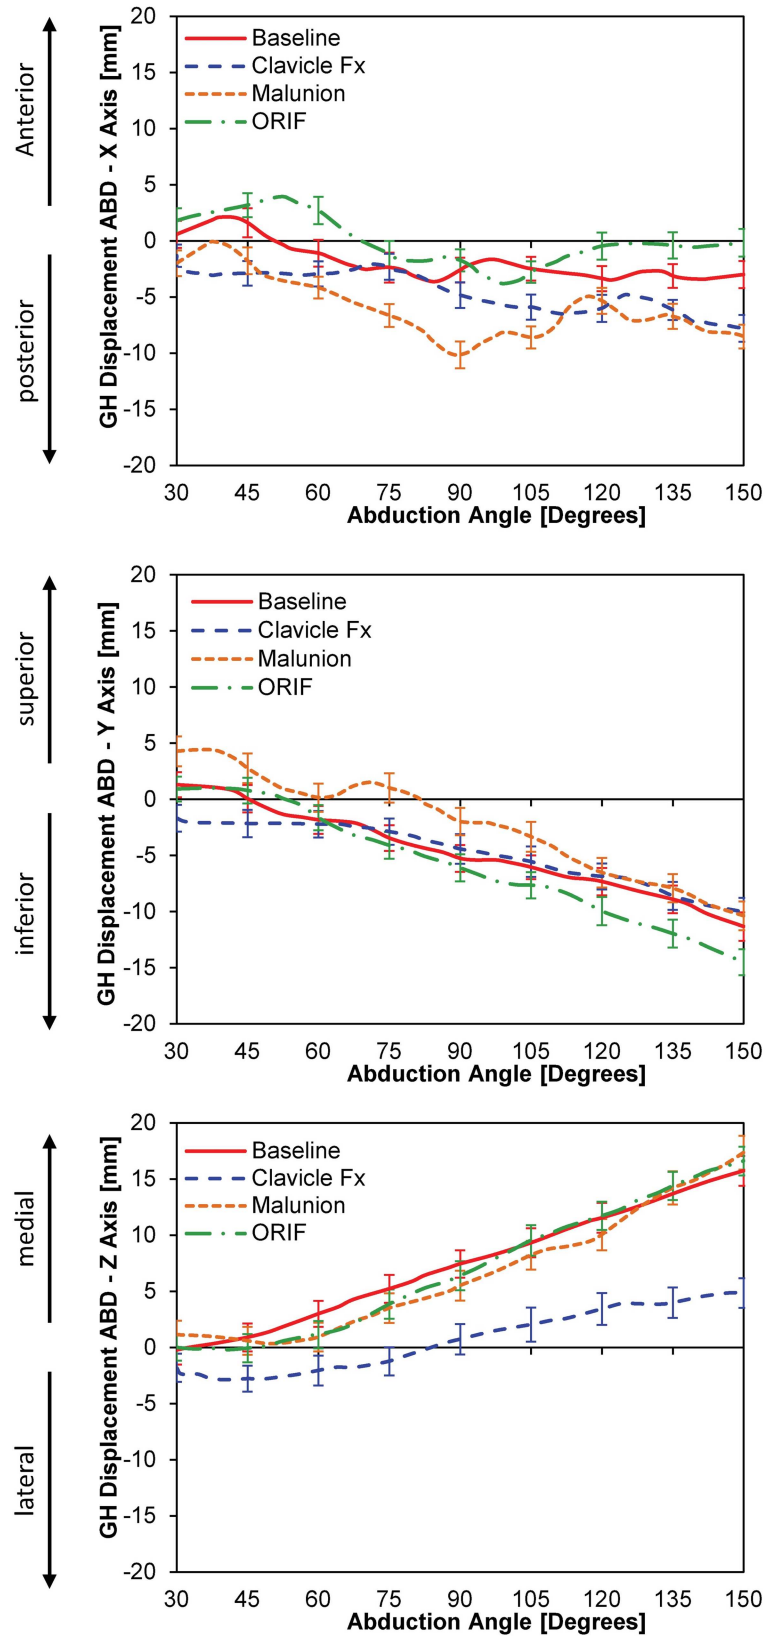 Anterior
posterior
GH Displacement ABD - X Axis [mm]
20
15
10
5
0
-5
-10
-15
-20
Baseline
Clavicle Fx
Malunion
ORIF
30 45 60 75 90 105 120 135 150
Abduction Angle [Degrees]
superior
inferior
GH Displacement ABD - Y Axis [mm]
20
15
10
5
0
-5
-10
-15
-20
Baseline
Clavicle Fx
Malunion
ORIF
30 45 60 75 90 105 120 135 150
Abduction Angle [Degrees]
medial
lateral
GH Displacement ABD - Z Axis [mm]
20
15
10
5
0
-5
-10
-15
-20
Baseline
Clavicle Fx
Malunion
ORIF
30 45 60 75 90 105 120 135 150
Abduction Angle [Degrees]